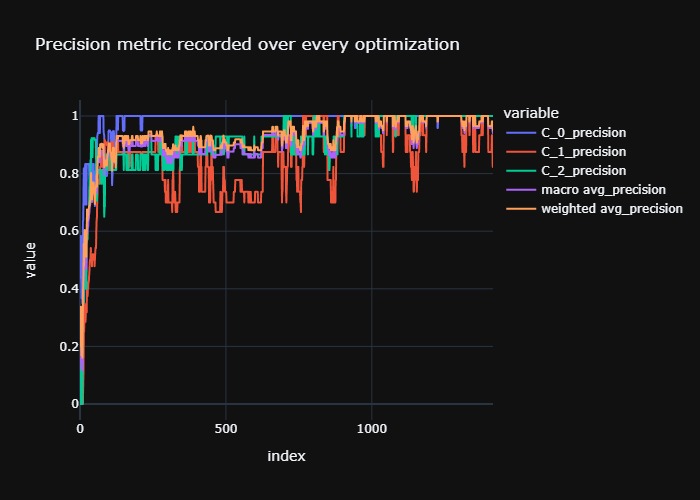 Precision metric recorded over every optimization
variable
C_0_precision
C_1_precision
C_2_precision
macro avg_precision
weighted avg_precision
1
0.8
0.6
0.4
0.2
0
value
0
500
1000
index